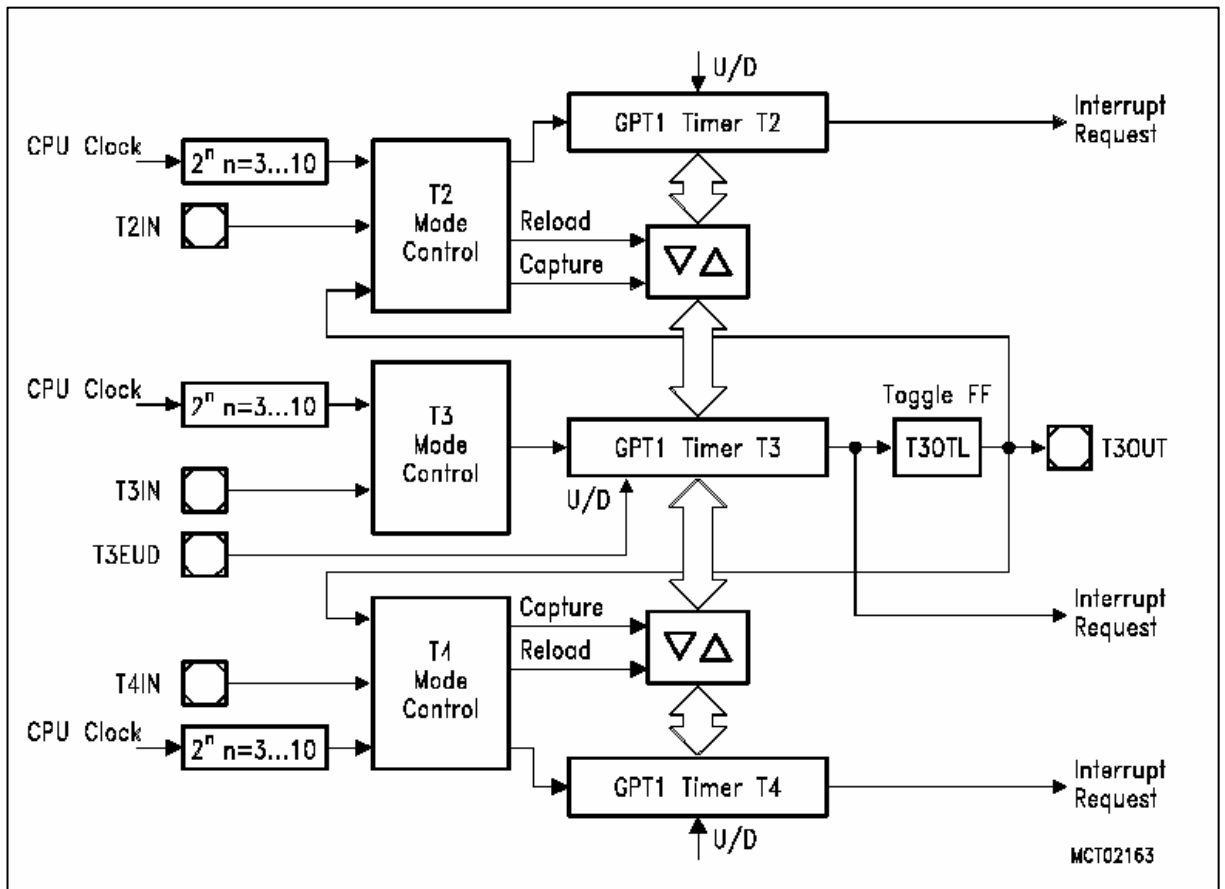 U/D
GPT1 Timer T2
Interrupt
Request
CPU Clock
2ⁿ n=3...10
T2IN
T2
Mode
Control
Reload
Capture
CPU Clock
2ⁿ n=3...10
T3
Mode
Control
GPT1 Timer T3
Toggle FF
T3OTL
T3OUT
T3IN
U/D
T3EUD
Interrupt
Request
T4
Mode
Control
Capture
Reload
T4IN
CPU Clock
2ⁿ n=3...10
GPT1 Timer T4
Interrupt
Request
U/D
MCT02163